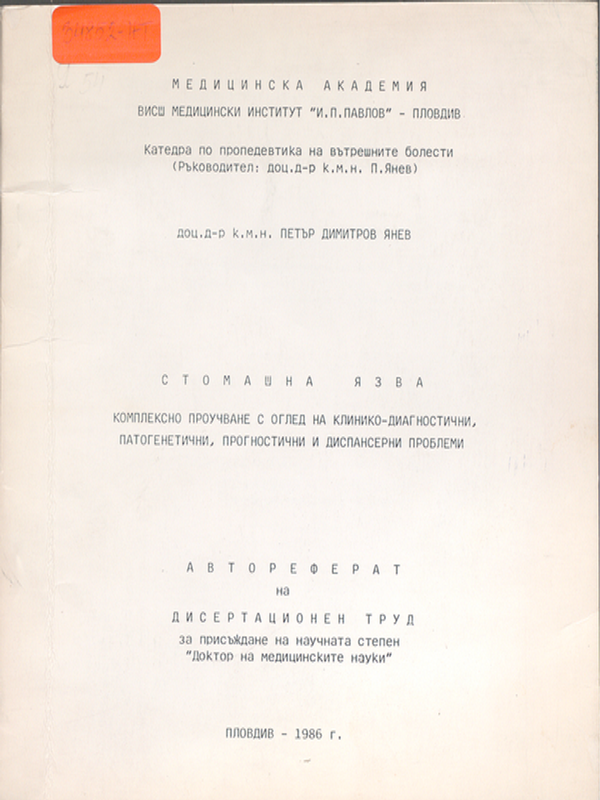 МЕДИЦИНСКА АКАДЕМИЯ
ВИСШ МЕДИЦИНСКИ ИНСТИТУТ "И.П.ПАВЛОВ" - ПЛОВДИВ
Катедра по пропедевтика на вътрешните болести
(Ръководител: доц.д-р к.м.н. П.Янев)
доц.д-р к.м.н. ПЕТЪР ДИМИТРОВ ЯНЕВ
СТОМАШНА ЯЗВА
КОМПЛЕКСНО ПРОУЧВАНЕ С ОГЛЕД НА КЛИНИКО-ДИАГНОСТИЧНИ,
ПАТОГЕНЕТИЧНИ, ПРОГНОСТИЧНИ И ДИСПАНСЕРНИ ПРОБЛЕМИ
АВТОРЕФЕРАТ
на
ДИСЕРТАЦИОНЕН ТРУД
за присъждане на научната степен
"Доктор на медицинските науки"
ПЛОВДИВ - 1986 г.